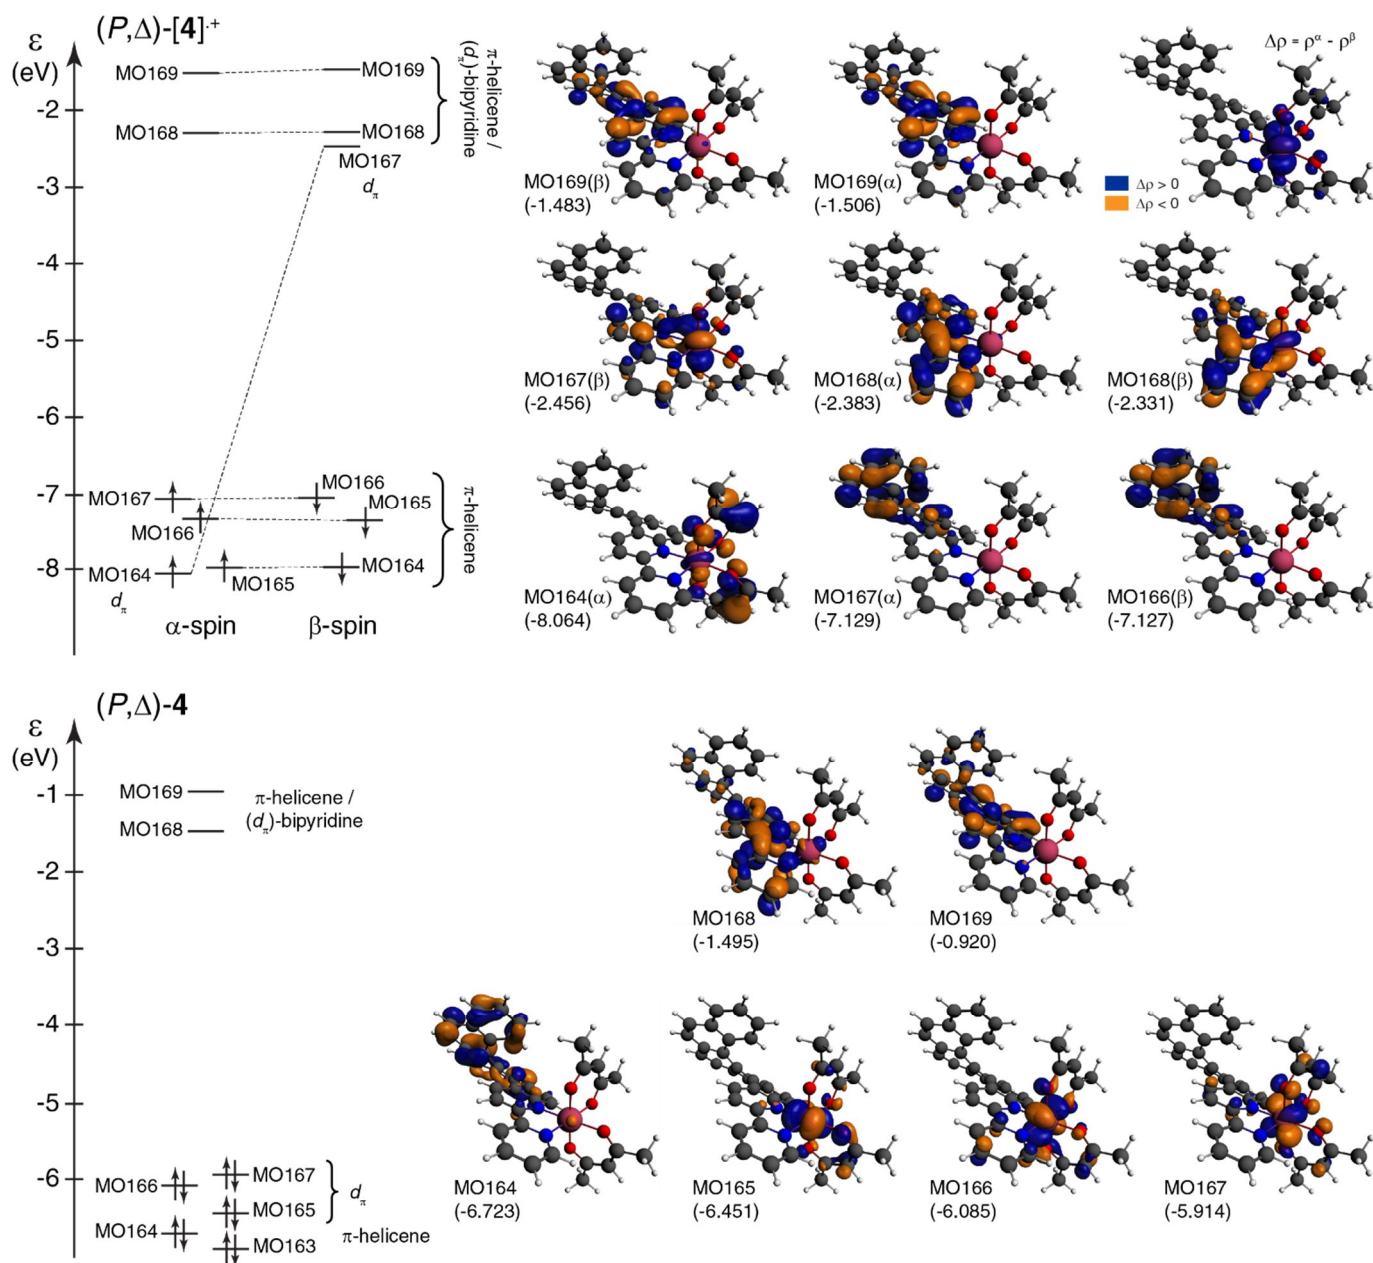 (P,Δ)-[4]·+
ε
(eV)
-2
-3
-4
-5
-6
-7
-8
MO169
MO169
MO168
MO168
MO167
dπ
π-helicene /
(dπ)-bipyridine
MO167
MO166
MO166
MO165
MO164
dπ
MO165
MO164
π-helicene
α-spin
β-spin
MO169(β)
(-1.483)
MO169(α)
(-1.506)
Δρ = ρα - ρβ
Δρ > 0
Δρ < 0
MO167(β)
(-2.456)
MO168(α)
(-2.383)
MO168(β)
(-2.331)
MO164(α)
(-8.064)
MO167(α)
(-7.129)
MO166(β)
(-7.127)
(P,Δ)-4
ε
(eV)
-1
-2
-3
-4
-5
-6
MO169
MO168
π-helicene /
(dπ)-bipyridine
MO168
(-1.495)
MO169
(-0.920)
MO166
MO167
MO165
dπ
MO164
π-helicene
MO163
MO164
(-6.723)
MO165
(-6.451)
MO166
(-6.085)
MO167
(-5.914)